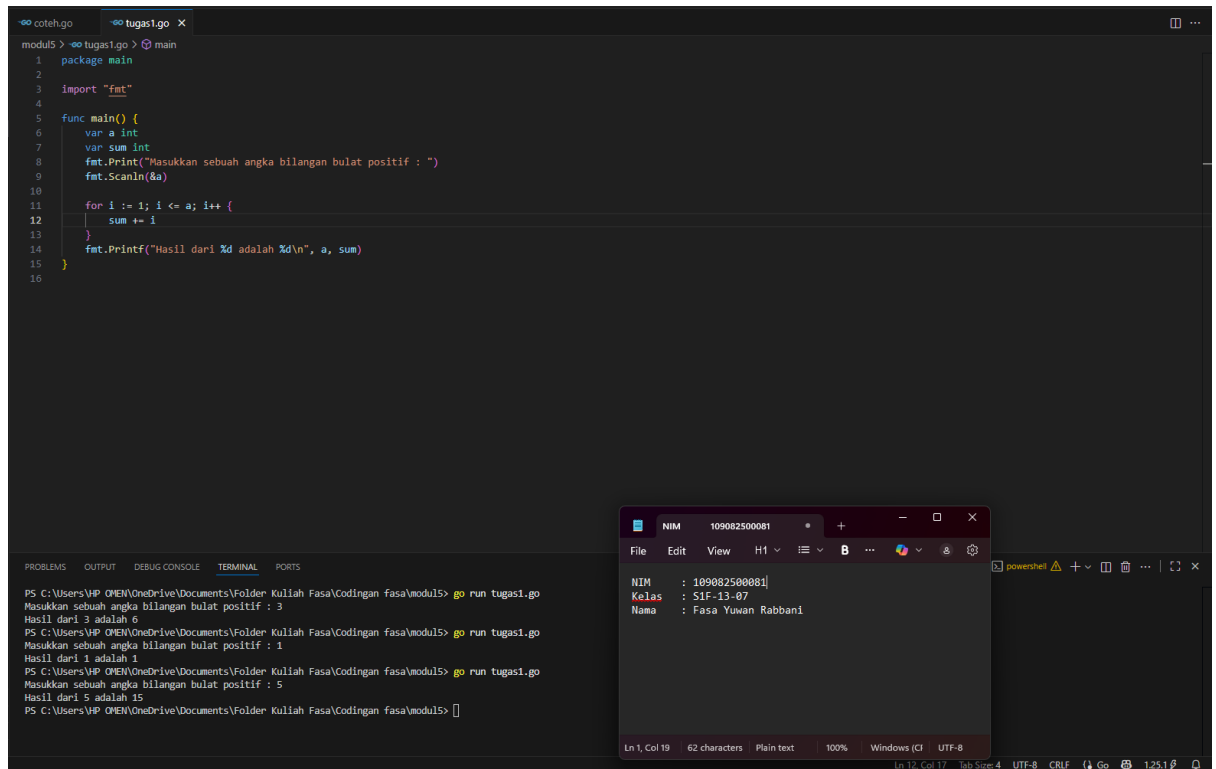 coteh.go tugas1.go
modul5 > tugas1.go > main
1 package main
2
3 import "fmt"
4
5 func main() {
6 var a int
7 var sum int
8 fmt.Print("Masukkan sebuah angka bilangan bulat positif : ")
9 fmt.Scanln(&a)
10
11 for i := 1; i <= a; i++ {
12 sum += i
13 }
14 fmt.Printf("Hasil dari %d adalah %d\n", a, sum)
15 }
16
PROBLEMS OUTPUT DEBUG CONSOLE TERMINAL PORTS
powershell
PS C:\Users\HP OMEN\OneDrive\Documents\Folder Kuliah Fasa\Codingan fasa\modul5> go run tugas1.go
Masukkan sebuah angka bilangan bulat positif : 3
Hasil dari 3 adalah 6
PS C:\Users\HP OMEN\OneDrive\Documents\Folder Kuliah Fasa\Codingan fasa\modul5> go run tugas1.go
Masukkan sebuah angka bilangan bulat positif : 1
Hasil dari 1 adalah 1
PS C:\Users\HP OMEN\OneDrive\Documents\Folder Kuliah Fasa\Codingan fasa\modul5> go run tugas1.go
Masukkan sebuah angka bilangan bulat positif : 5
Hasil dari 5 adalah 15
PS C:\Users\HP OMEN\OneDrive\Documents\Folder Kuliah Fasa\Codingan fasa\modul5>
NIM 109082500081
File Edit View H1 B
NIM : 109082500081
Kelas : S1F-13-07
Nama : Fasa Yuwan Rabbani
Ln 1, Col 19 62 characters Plain text 100% Windows (Cl UTF-8
Ln 12, Col 17 Tab Size: 4 UTF-8 CRLF Go 1.25.1